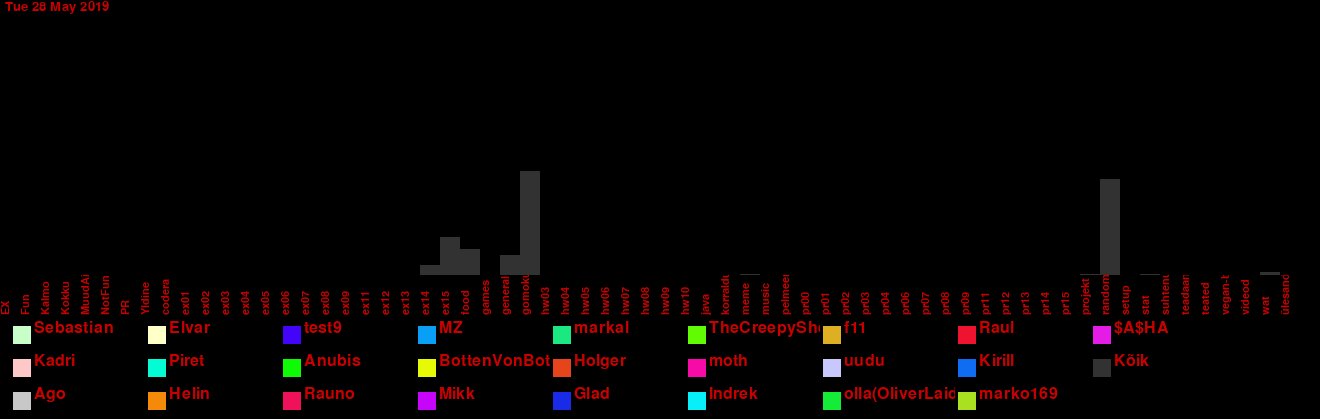 Tue 28 May 2019
EX
Fun
Kalmo
Kokku
MuudAi
NotFun
PR
Yldine
codera
ex01
ex02
ex03
ex04
ex05
ex06
ex07
ex08
ex09
ex11
ex12
ex13
ex14
ex15
food
games
general
gomoku
hw03
hw04
hw05
hw06
hw07
hw08
hw09
hw10
java
korraldu
meme
music
pelmeen
pr00
pr01
pr02
pr03
pr04
pr06
pr07
pr08
pr09
pr11
pr12
pr13
pr14
pr15
projekt
random
setup
stat
suhtenu
teadaan
teated
vegan-t
videod
wat
ülesand
Sebastian Elvar test9 MZ markal TheCreepySho f11 Raul $A$HA
Kadri Piret Anubis BottenVonBot Holger moth uudu Kirill Kõik
Ago Helin Rauno Mikk Glad Indrek olla(OliverLaid marko169